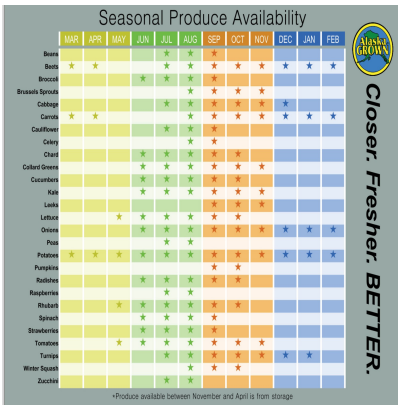 Seasonal Produce Availability
MAR APR MAY JUN JUL AUG SEP OCT NOV DEC JAN FEB
Alaska
GROWN
Beans
Beets
Broccoli
Brussels Sprouts
Cabbage
Carrots
Cauliflower
Celery
Chard
Collard Greens
Cucumbers
Kale
Leeks
Lettuce
Onions
Peas
Potatoes
Pumpkins
Radishes
Raspberries
Rhubarb
Spinach
Strawberries
Tomatoes
Turnips
Winter Squash
Zucchini
Closer. Fresher. BETTER.
*Produce available between November and April is from storage